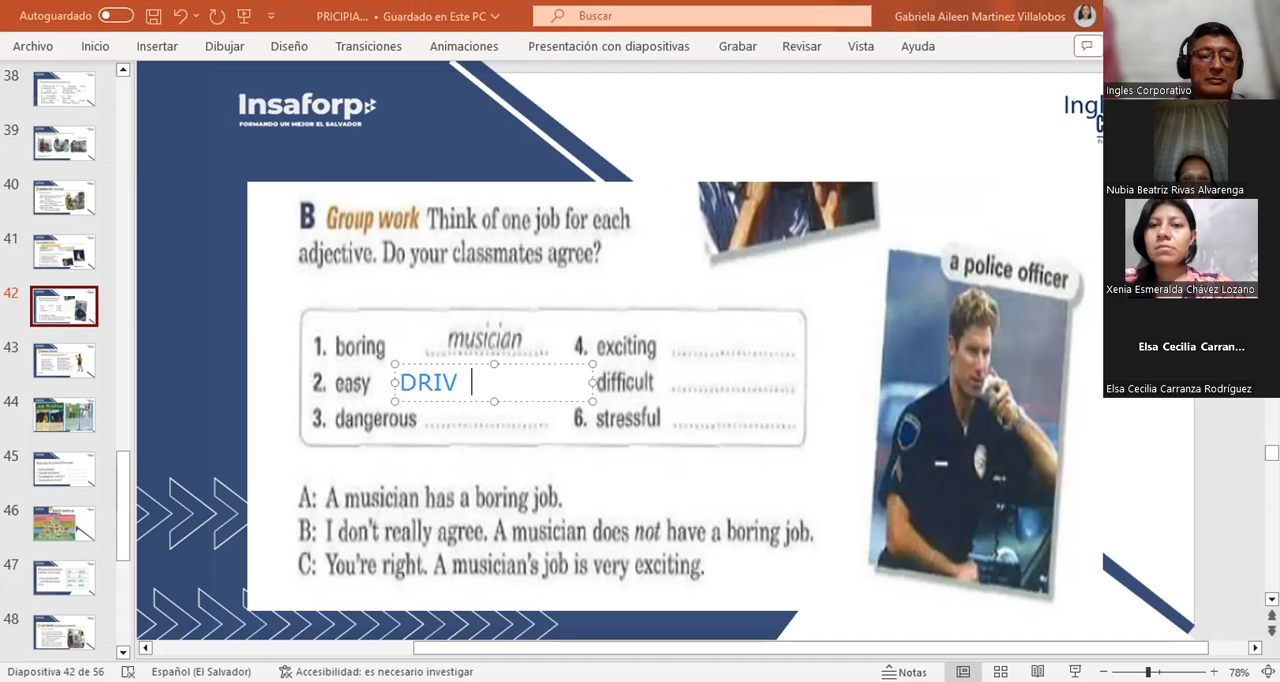 Autoguardado
PRICIPIA... • Guardado en Este PC
Buscar
Gabriela Aileen Martinez Villalobos
Archivo Inicio Insertar Dibujar Diseño Transiciones Animaciones Presentación con diapositivas Grabar Revisar Vista Ayuda
38
39
40
41
42
43
44
45
46
47
48
Insaforp
FORMANDO UN MEJOR EL SALVADOR
Ingl
B Group work Think of one job for each
adjective. Do your classmates agree?
1. boring musician
2. easy DRIV
3. dangerous
4. exciting
difficult
6. stressful
A: A musician has a boring job.
B: I don't really agree. A musician does not have a boring job.
C: You're right. A musician's job is very exciting.
a police officer
Ingles Corporativo
Nubia Beatriz Rivas Alvarenga
Xenia Esmeralda Chávez Lozano
Elsa Cecilia Carran...
Elsa Cecilia Carranza Rodríguez
Diapositiva 42 de 56
Español (El Salvador)
Accesibilidad: es necesario investigar
Notas
78%